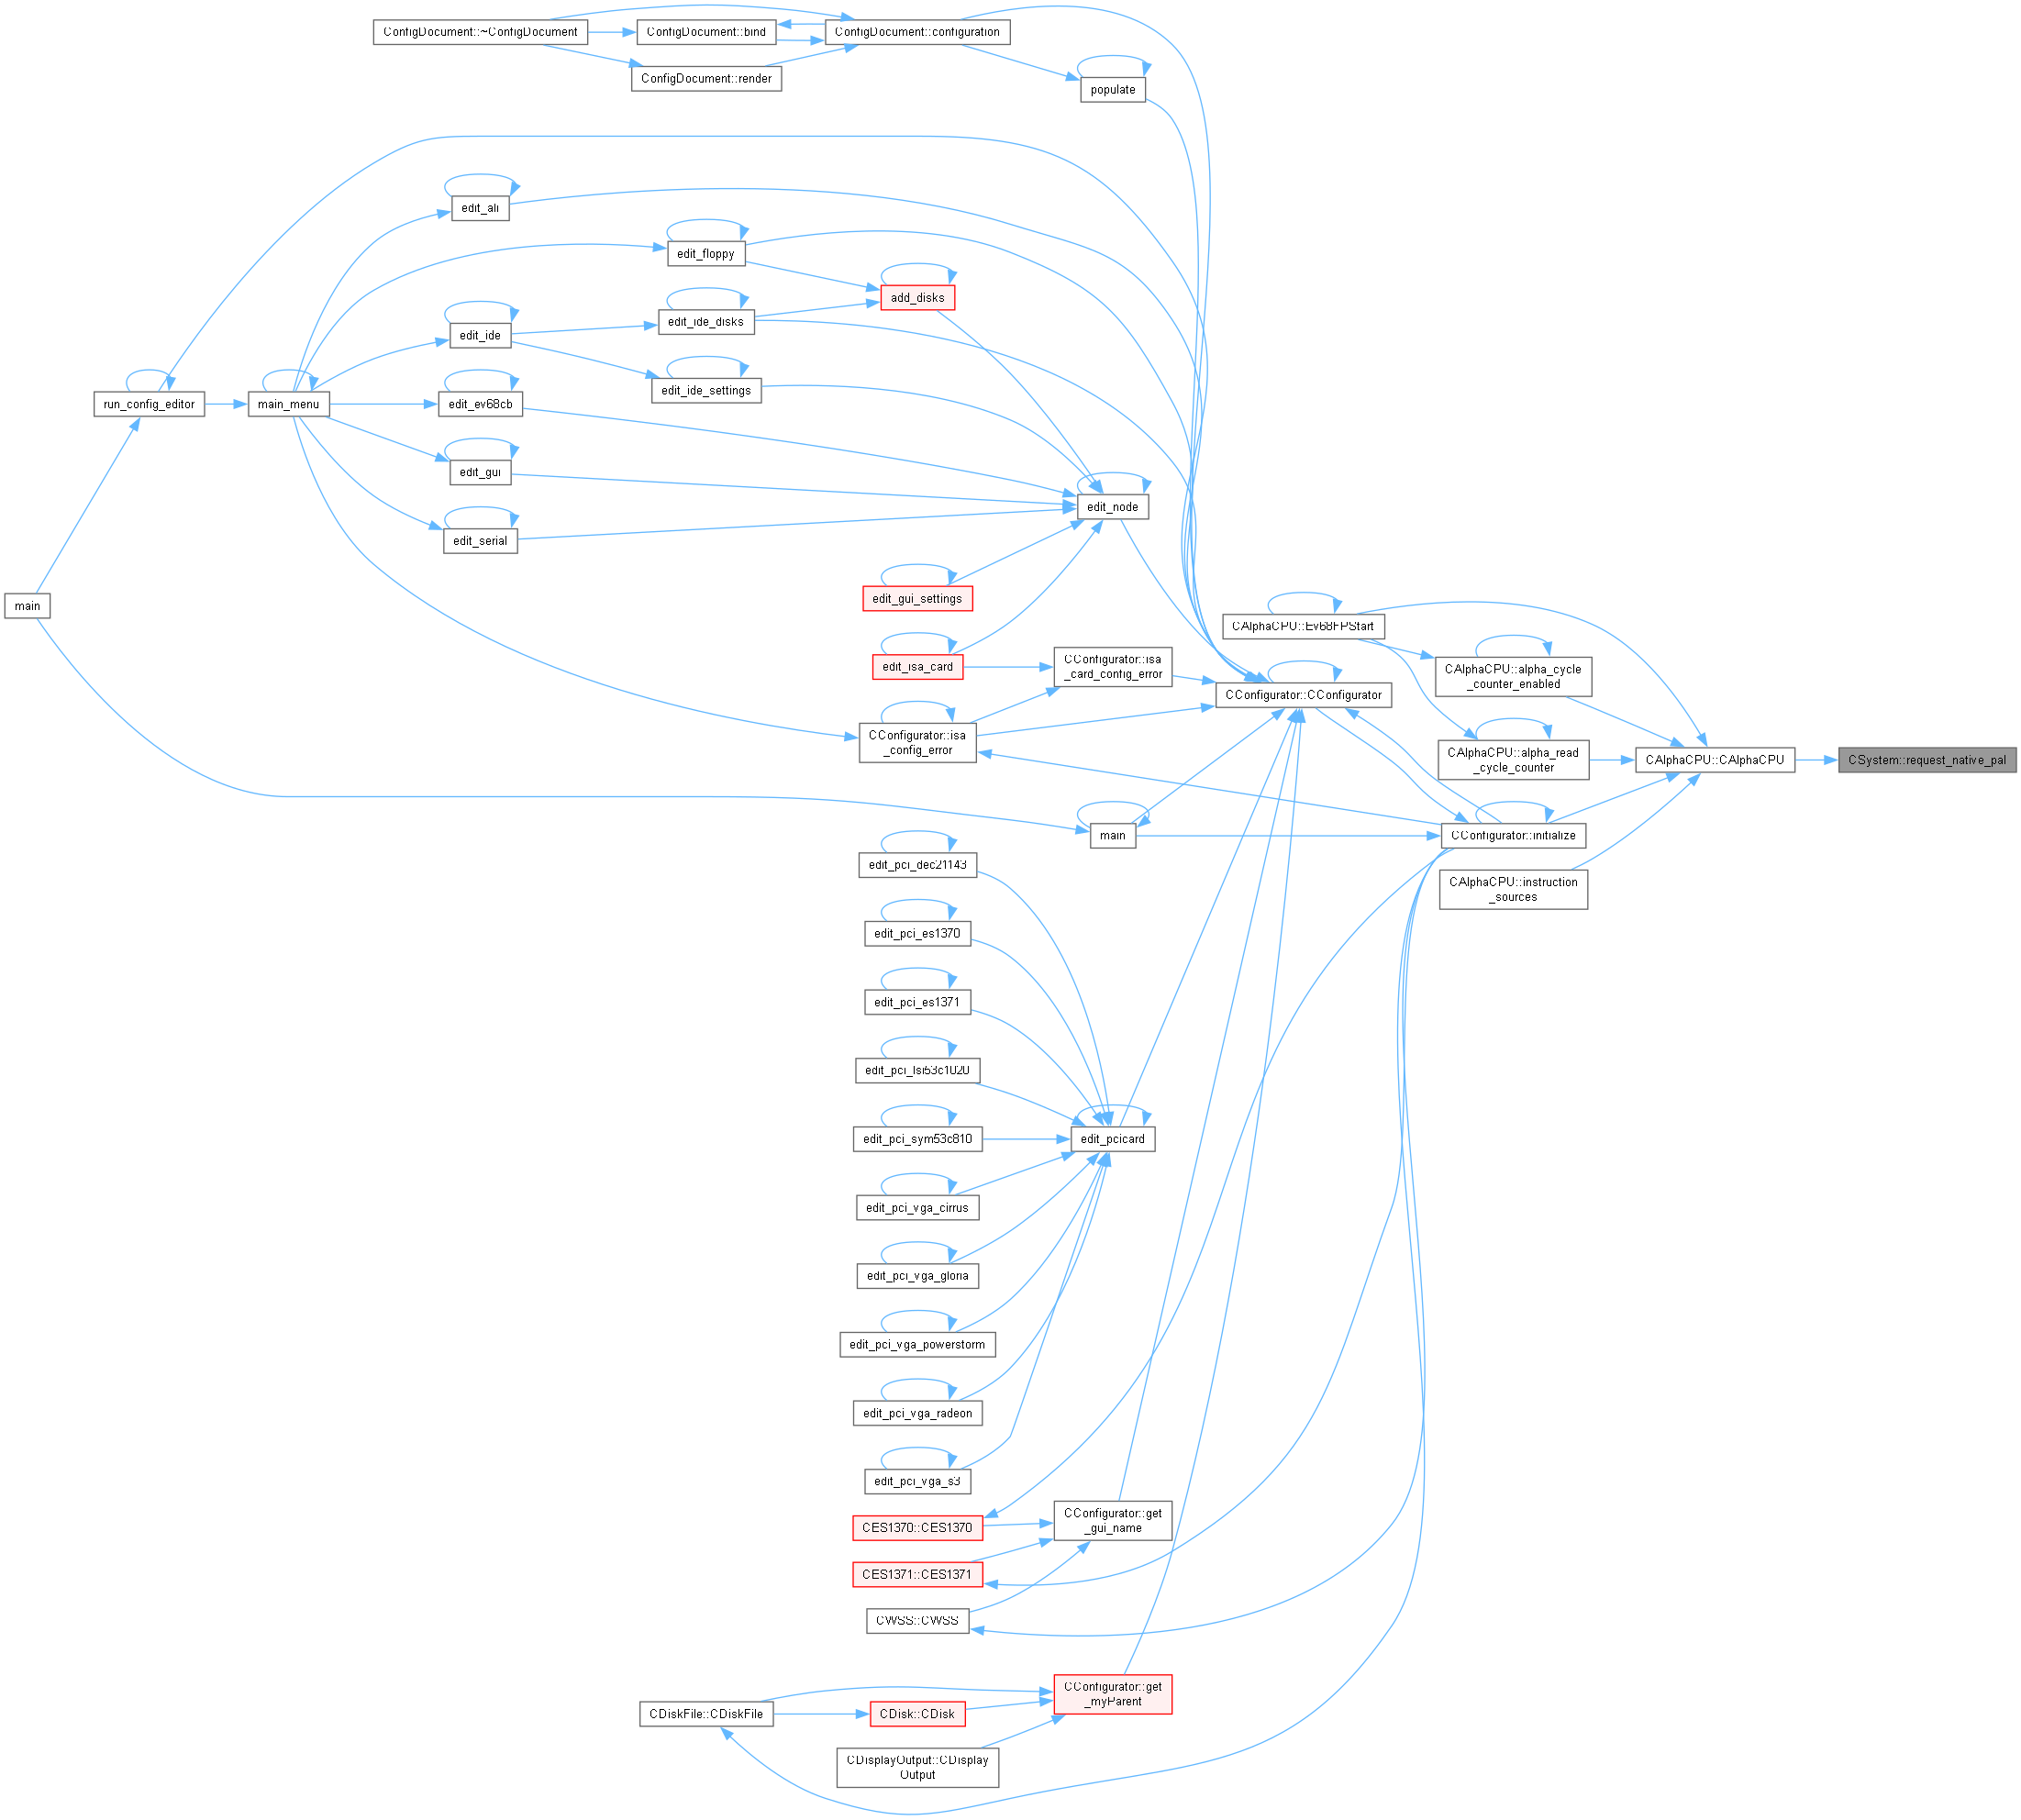 ConfigDocument::~ConfigDocument
ConfigDocument::bind
ConfigDocument::configuration
ConfigDocument::render
populate
edit_ali
edit_floppy
add_disks
edit_ide
edit_ide_disks
edit_ide_settings
run_config_editor
main_menu
edit_ev68cb
edit_gui
edit_node
edit_serial
edit_gui_settings
main
CAlphaCPU::Ev68FPStart
edit_isa_card
CConfigurator::isa
_card_config_error
CAlphaCPU::alpha_cycle
_counter_enabled
CConfigurator::CConfigurator
CConfigurator::isa
_config_error
CAlphaCPU::alpha_read
_cycle_counter
CAlphaCPU::CAlphaCPU
CSystem::request_native_pal
main
CConfigurator::initialize
edit_pci_dec21143
CAlphaCPU::instruction
_sources
edit_pci_es1370
edit_pci_es1371
edit_pci_lsi53c1020
edit_pci_sym53c810
edit_pcicard
edit_pci_vga_cirrus
edit_pci_vga_gloria
edit_pci_vga_powerstorm
edit_pci_vga_radeon
edit_pci_vga_s3
CES1370::CES1370
CConfigurator::get
_gui_name
CES1371::CES1371
CWSS::CWSS
CConfigurator::get
_myParent
CDiskFile::CDiskFile
CDisk::CDisk
CDisplayOutput::CDisplay
Output